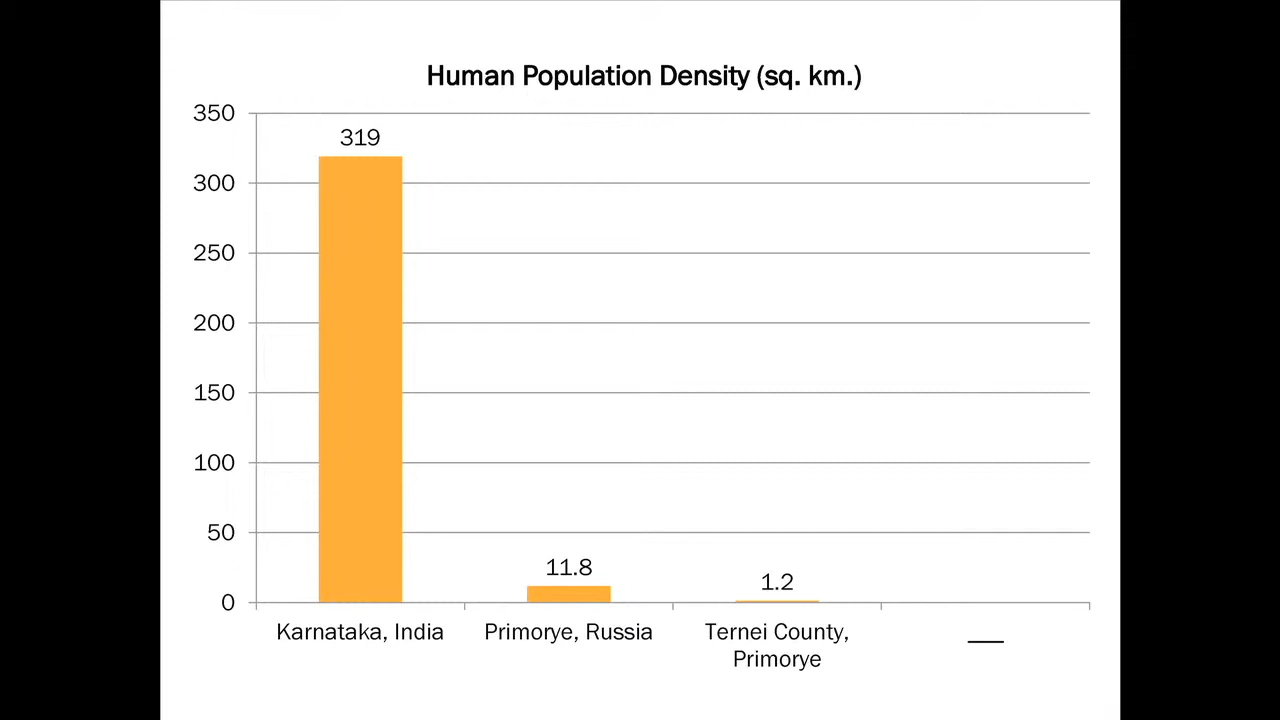 Human Population Density (sq. km.)
350
300
250
200
150
100
50
0
319
11.8
1.2
Karnataka, India
Primorye, Russia
Ternei County,
Primorye